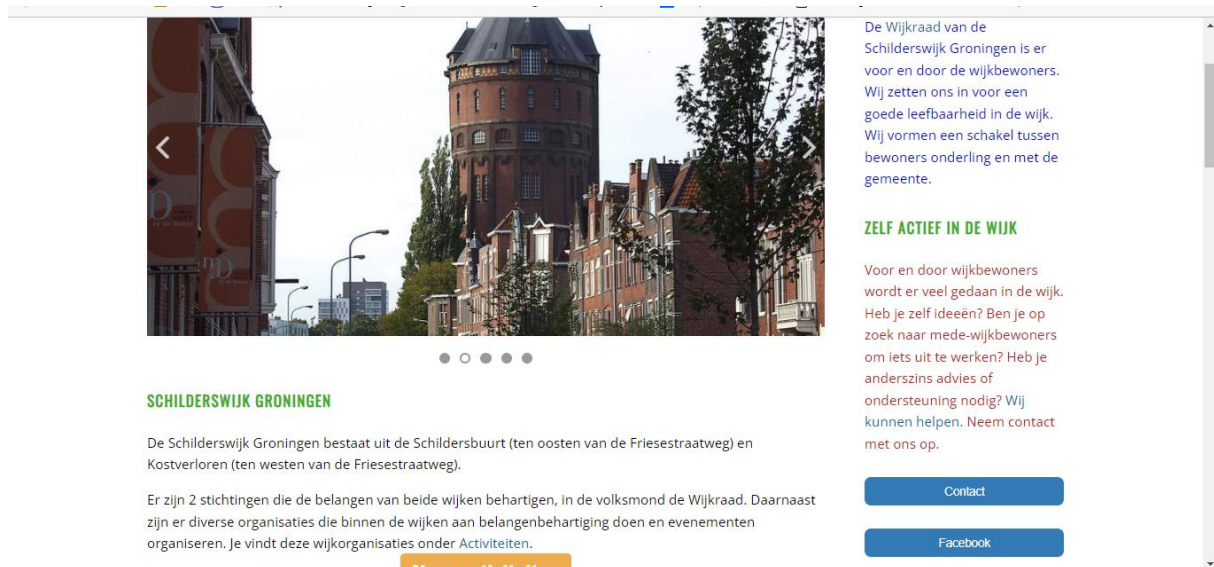 De Wijkraad van de
Schilderswijk Groningen is er
voor en door de wijkbewoners.
Wij zetten ons in voor een
goede leefbaarheid in de wijk.
Wij vormen een schakel tussen
bewoners onderling en met de
gemeente.
ZELF ACTIEF IN DE WIJK
Voor en door wijkbewoners
wordt er veel gedaan in de wijk.
Heb je zelf ideeën? Ben je op
zoek naar mede-wijkbewoners
om iets uit te werken? Heb je
anderszins advies of
ondersteuning nodig? Wij
kunnen helpen. Neem contact
met ons op.
Contact
Facebook
SCHILDERSWIJK GRONINGEN
De Schilderswijk Groningen bestaat uit de Schildersbuurt (ten oosten van de Friesestraatweg) en
Kostverloren (ten westen van de Friesestraatweg).
Er zijn 2 stichtingen die de belangen van beide wijken behartigen, in de volksmond de Wijkraad. Daarnaast
zijn er diverse organisaties die binnen de wijken aan belangenbehartiging doen en evenementen
organiseren. Je vindt deze wijkorganisaties onder Activiteiten.